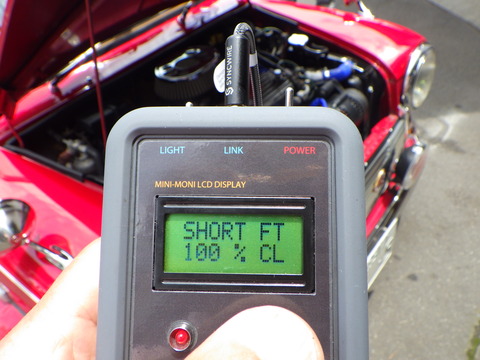 SYNCWIRE
LIGHT LINK POWER
MINI-MONI LCD DISPLAY
SHORT FT
100 % CL